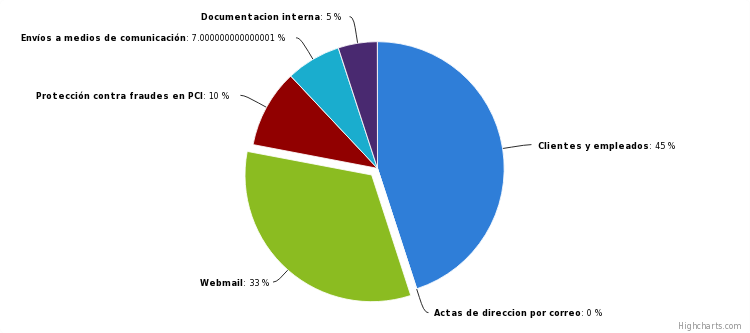 Documentacion interna: 5 %
Envíos a medios de comunicación: 7.000000000000001 %
Protección contra fraudes en PCI: 10 %
Clientes y empleados: 45 %
Webmail: 33 %
Actas de direccion por correo: 0 %
Highcharts.com